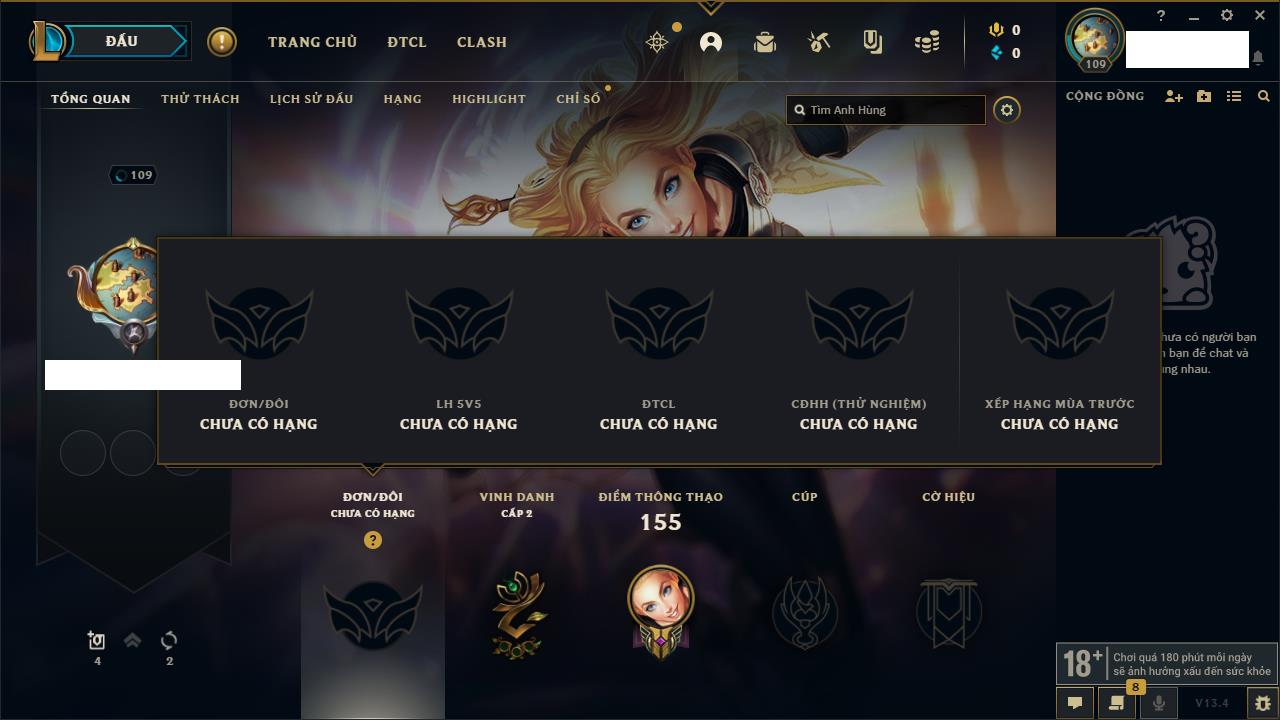 ĐẤU
TRANG CHỦ
ĐTCL
CLASH
0
0
?
109
TỔNG QUAN
THỬ THÁCH
LỊCH SỬ ĐẤU
HẠNG
HIGHLIGHT
CHỈ SỐ
Tìm Anh Hùng
CỘNG ĐỒNG
109
hưa có người bạn
bạn để chat và
ng nhau.
ĐƠN/ĐÔI
CHƯA CÓ HẠNG
LH 5V5
CHƯA CÓ HẠNG
ĐTCL
CHƯA CÓ HẠNG
CĐHH (THỬ NGHIỆM)
CHƯA CÓ HẠNG
XẾP HẠNG MÙA TRƯỚC
CHƯA CÓ HẠNG
ĐƠN/ĐÔI
CHƯA CÓ HẠNG
?
VINH DANH
CẤP 2
ĐIỂM THÔNG THẠO
155
CÚP
CỜ HIỆU
4
2
18+
Chơi quá 180 phút mỗi ngày
sẽ ảnh hưởng xấu đến sức khỏe
8
V13.4